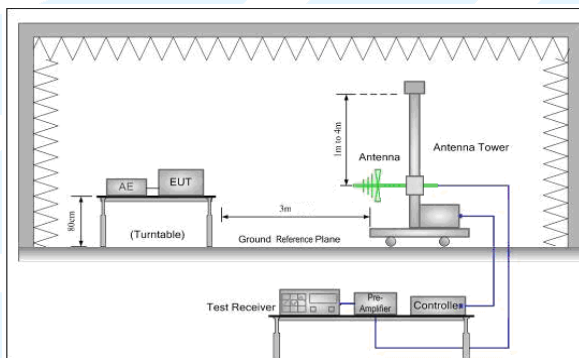 1m to 4m
Antenna
Antenna Tower
AE
EUT
80cm
(Turntable)
3m
Ground Reference Plane
Test Receiver
Pre-
Amplifier
Controller